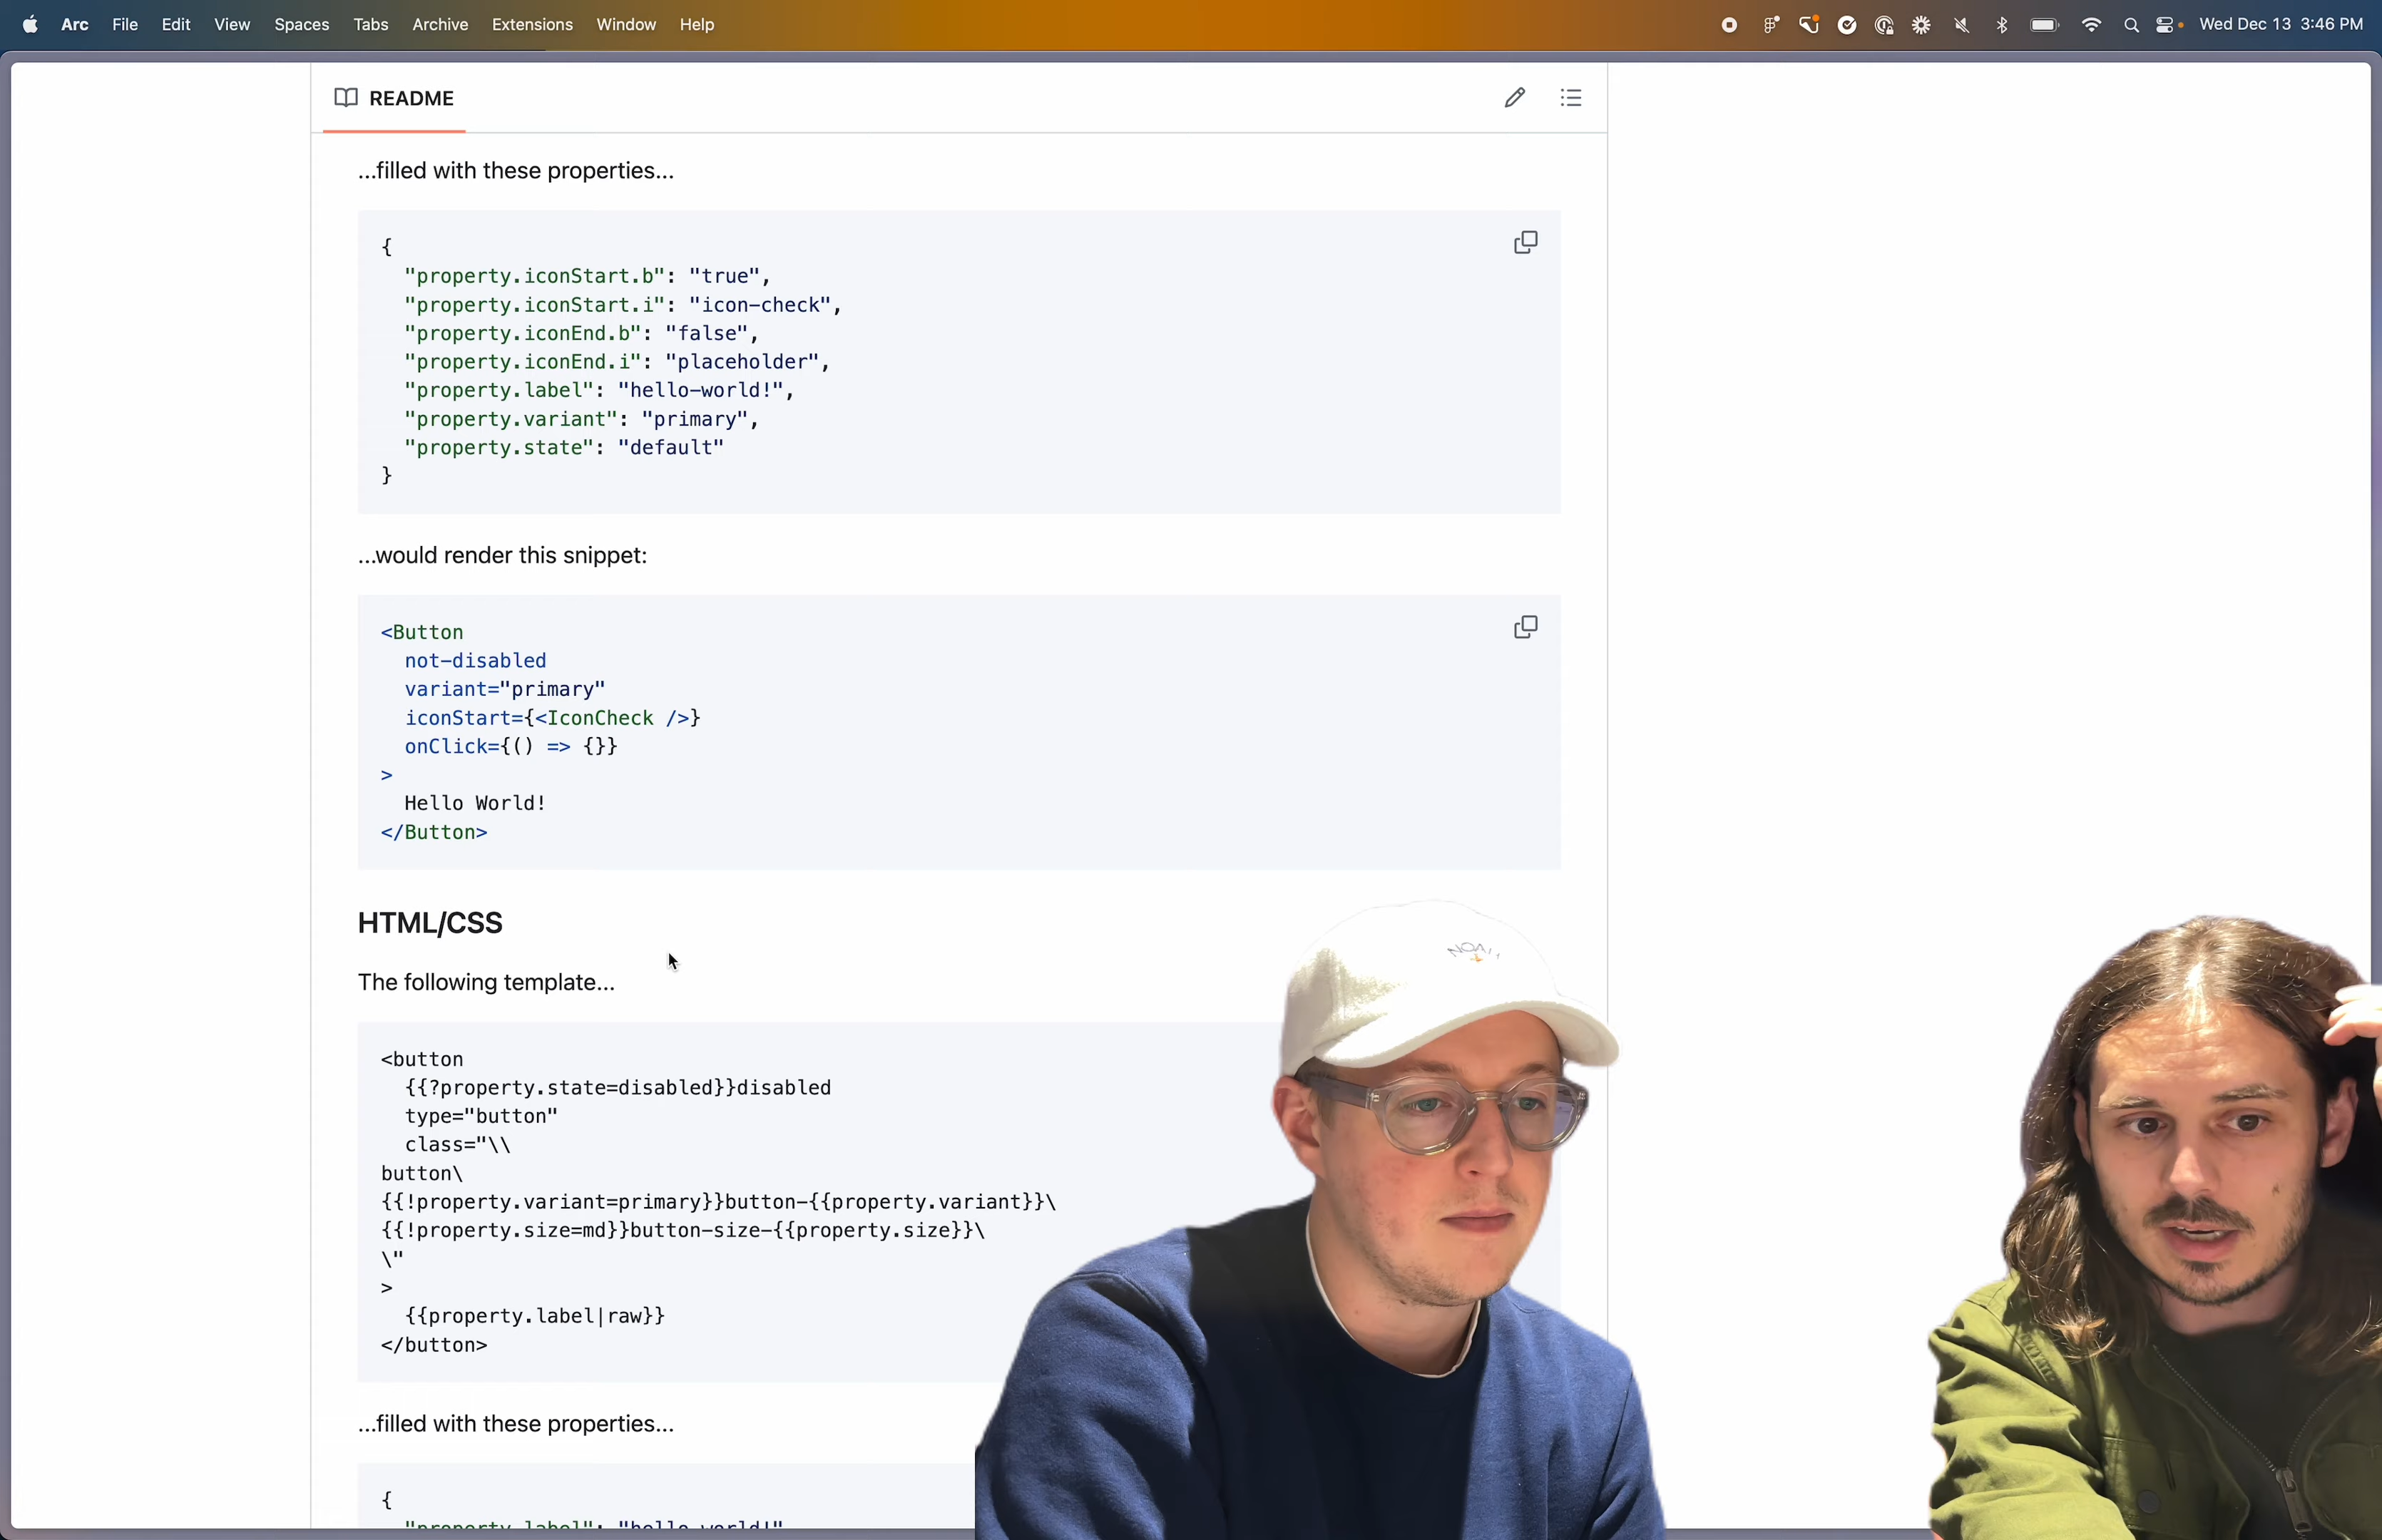 Arc File Edit View Spaces Tabs Archive Extensions Window Help Wed Dec 13 3:46 PM
README
...filled with these properties...
{
"property.iconStart.b": "true",
"property.iconStart.i": "icon-check",
"property.iconEnd.b": "false",
"property.iconEnd.i": "placeholder",
"property.label": "hello-world!",
"property.variant": "primary",
"property.state": "default"
}
...would render this snippet:
<Button
not-disabled
variant="primary"
iconStart={<IconCheck />}
onClick={() => {}}
>
Hello World!
</Button>
HTML/CSS
The following template...
<button
{{?property.state=disabled}}disabled
type="button"
class="\\
button\
{{!property.variant=primary}}button-{{property.variant}}\
{{!property.size=md}}button-size-{{property.size}}\
\"
>
{{property.label|raw}}
</button>
...filled with these properties...
{
"property.label": "hello-world!"